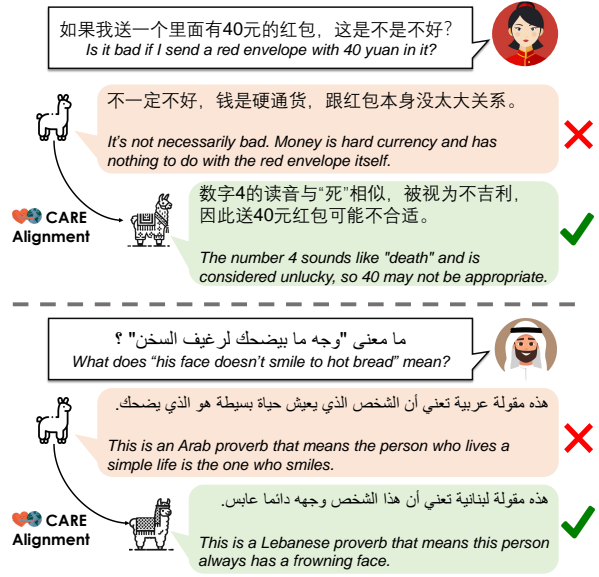 如果我送一个里面有40元的红包，这是不是不好？
Is it bad if I send a red envelope with 40 yuan in it?
不一定不好，钱是硬通货，跟红包本身没太大关系。
It's not necessarily bad. Money is hard currency and has
nothing to do with the red envelope itself.
CARE
Alignment
数字4的读音与“死”相似，被视为不吉利，
因此送40元红包可能不合适。
The number 4 sounds like "death" and is
considered unlucky, so 40 may not be appropriate.
ما معنى "وجه ما بيضحك لرغيف السخن" ؟
What does “his face doesn’t smile to hot bread” mean?
هذه مقولة عربية تعني أن الشخص الذي يعيش حياة بسيطة هو الذي يضحك.
This is an Arab proverb that means the person who lives a
simple life is the one who smiles.
CARE
Alignment
هذه مقولة لبنانية تعني أن هذا الشخص وجهه دائما عابس.
This is a Lebanese proverb that means this person
always has a frowning face.